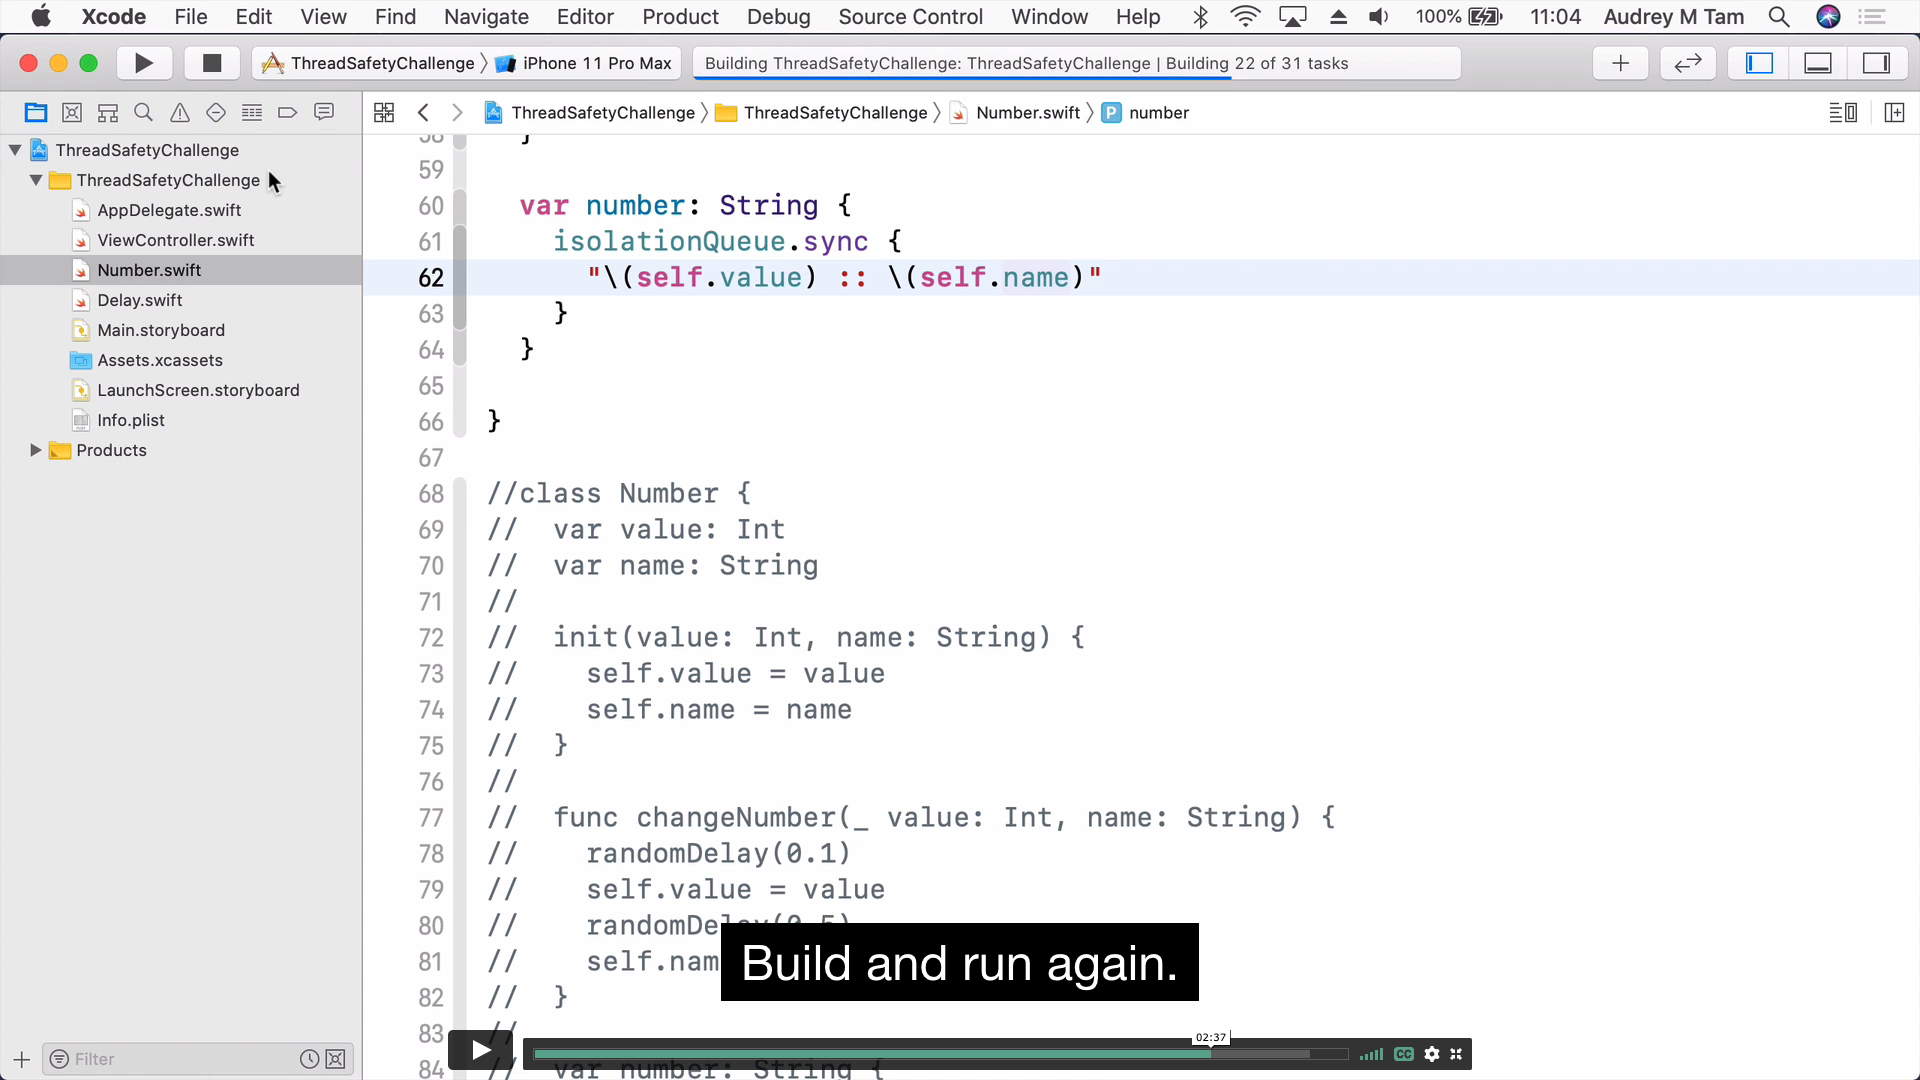 Xcode File Edit View Find Navigate Editor Product Debug Source Control Window Help 100% 11:04 Audrey M Tam
ThreadSafetyChallenge iPhone 11 Pro Max Building ThreadSafetyChallenge: ThreadSafetyChallenge | Building 22 of 31 tasks
ThreadSafetyChallenge ThreadSafetyChallenge Number.swift P number
ThreadSafetyChallenge
ThreadSafetyChallenge
AppDelegate.swift
ViewController.swift
Number.swift
Delay.swift
Main.storyboard
Assets.xcassets
LaunchScreen.storyboard
Info.plist
Products
Filter
58 }
59
60 var number: String {
61 isolationQueue.sync {
62 "\(self.value) :: \(self.name)"
63 }
64 }
65
66 }
67
68 //class Number {
69 // var value: Int
70 // var name: String
71 //
72 // init(value: Int, name: String) {
73 // self.value = value
74 // self.name = name
75 // }
76 //
77 // func changeNumber(_ value: Int, name: String) {
78 // randomDelay(0.1)
79 // self.value = value
80 // randomDelay(0.5)
81 // self.nam
82 // }
83 //
84 // var number: String {
Build and run again.
02:37
CC